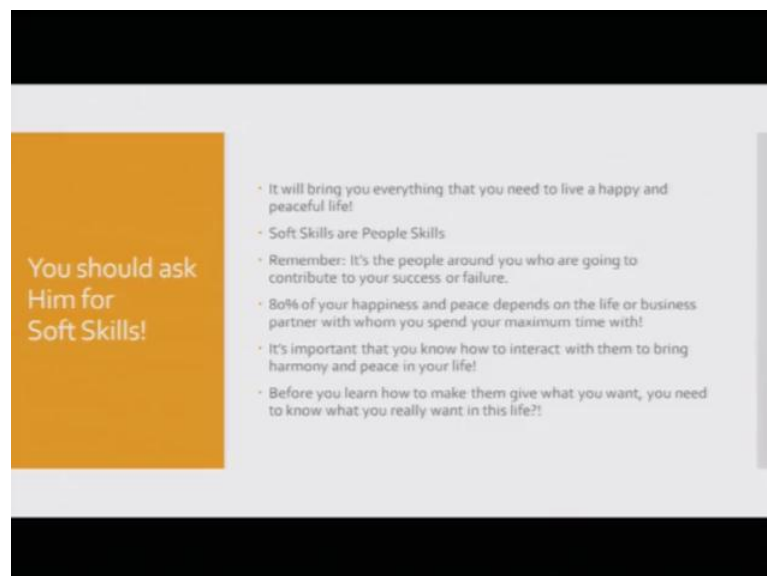 You should ask
Him for
Soft Skills!
• It will bring you everything that you need to live a happy and
peaceful life!
• Soft Skills are People Skills
• Remember: It's the people around you who are going to
contribute to your success or failure.
• 80% of your happiness and peace depends on the life or business
partner with whom you spend your maximum time with!
• It's important that you know how to interact with them to bring
harmony and peace in your life!
• Before you learn how to make them give what you want, you need
to know what you really want in this life?!